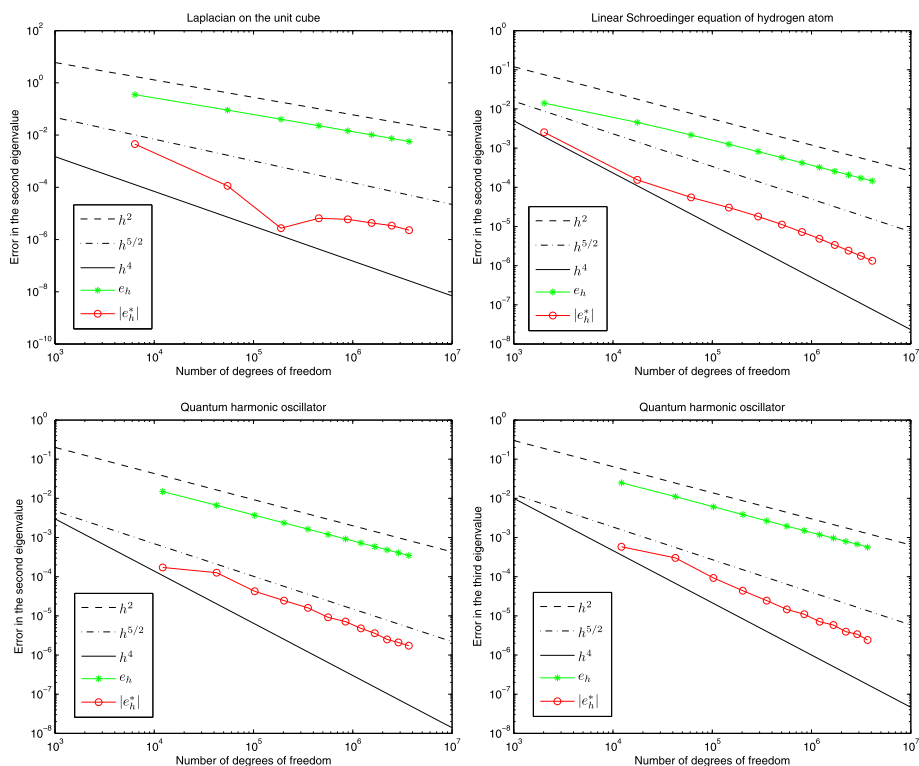 Laplacian on the unit cube
10^2
10^0
10^-2
10^-4
10^-6
10^-8
10^-10
Error in the second eigenvalue
h^2
h^{5/2}
h^4
e_h
|e_h^*|
10^3
10^4
10^5
10^6
10^7
Number of degrees of freedom
Linear Schroedinger equation of hydrogen atom
10^0
10^-1
10^-2
10^-3
10^-4
10^-5
10^-6
10^-7
10^-8
Error in the second eigenvalue
h^2
h^{5/2}
h^4
e_h
|e_h^*|
10^3
10^4
10^5
10^6
10^7
Number of degrees of freedom
Quantum harmonic oscillator
10^0
10^-1
10^-2
10^-3
10^-4
10^-5
10^-6
10^-7
10^-8
Error in the second eigenvalue
h^2
h^{5/2}
h^4
e_h
|e_h^*|
10^3
10^4
10^5
10^6
10^7
Number of degrees of freedom
Quantum harmonic oscillator
10^0
10^-1
10^-2
10^-3
10^-4
10^-5
10^-6
10^-7
10^-8
Error in the third eigenvalue
h^2
h^{5/2}
h^4
e_h
|e_h^*|
10^3
10^4
10^5
10^6
10^7
Number of degrees of freedom